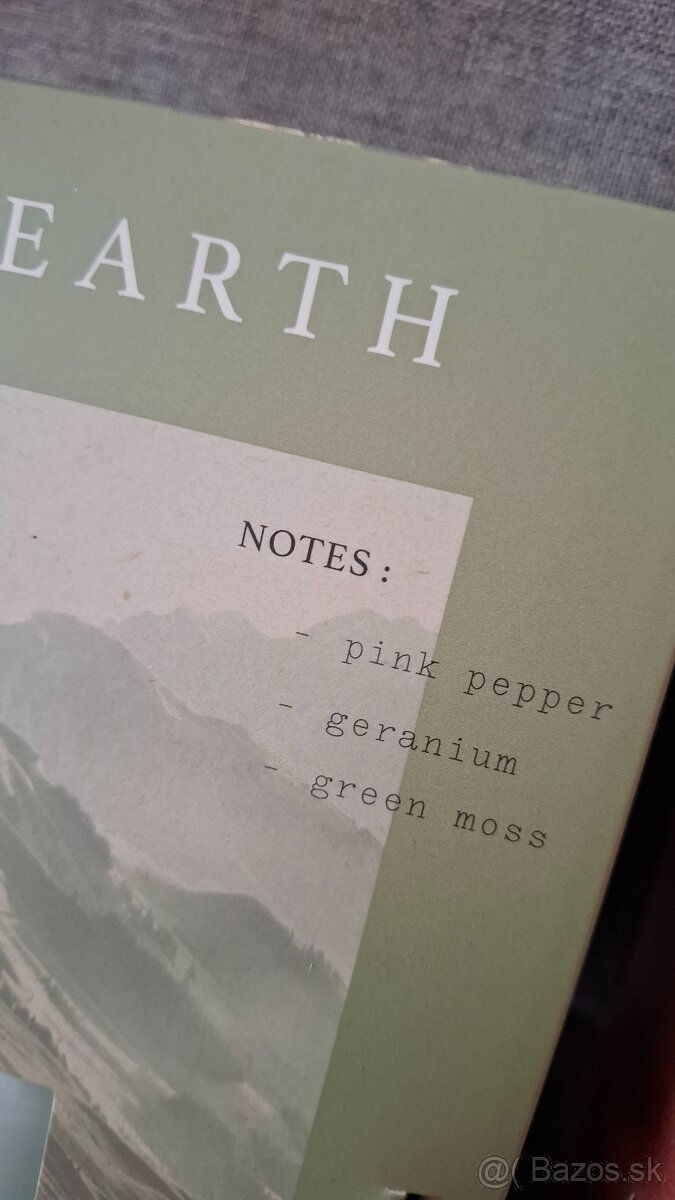 EARTH
NOTES:
- pink pepper
- geranium
- green moss
@( Bazos.sk